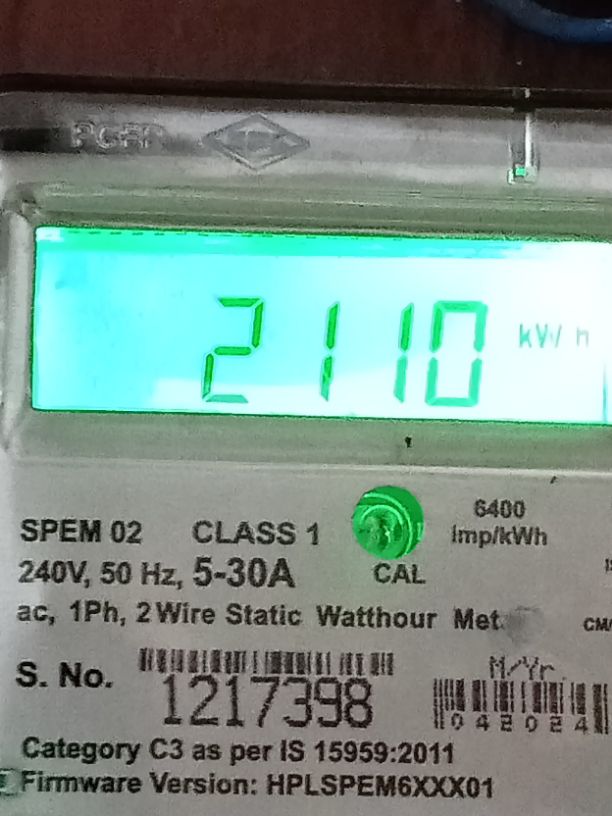 2110 kWh
SPEM 02 CLASS 1
6400
Imp/kWh
240V, 50 Hz, 5-30A
CAL
ac, 1Ph, 2 Wire Static Watthour Met
S. No.
1217398
M/Yr.
042024
Category C3 as per IS 15959:2011
Firmware Version: HPLSPEM6XXX01